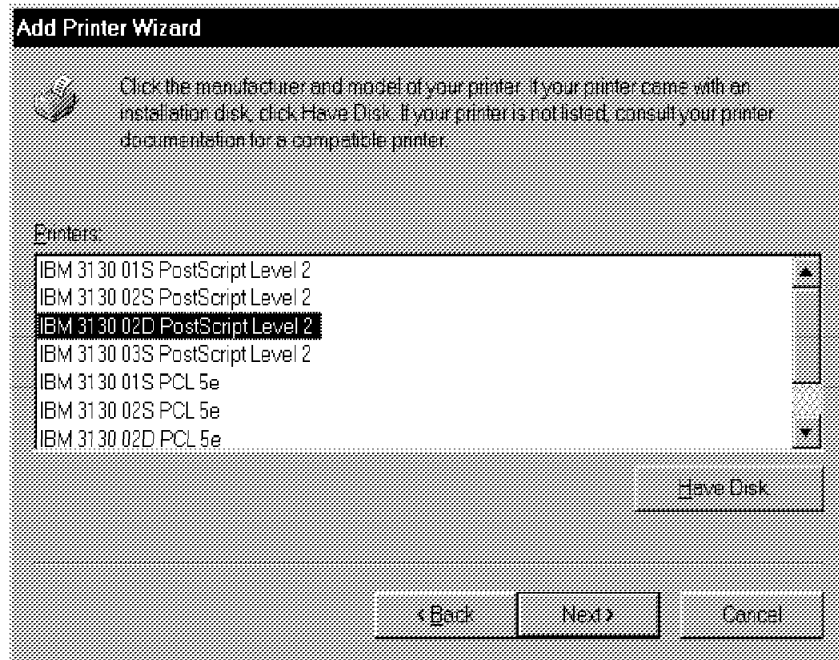 Add Printer Wizard
Click the manufacturer and model of your printer. If your printer came with an
installation disk, click Have Disk. If your printer is not listed, consult your printer
documentation for a compatible printer.
Printers:
IBM 3130 01S PostScript Level 2
IBM 3130 02S PostScript Level 2
IBM 3130 02D PostScript Level 2
IBM 3130 03S PostScript Level 2
IBM 3130 01S PCL 5e
IBM 3130 02S PCL 5e
IBM 3130 02D PCL 5e
Have Disk
< Back Next > Cancel